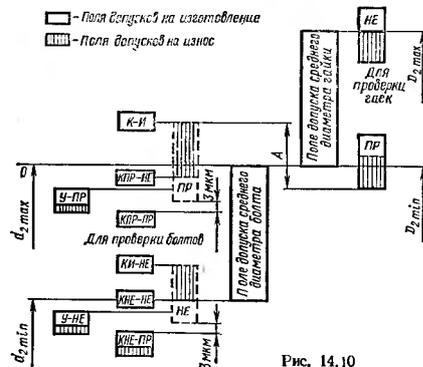 - Поля допусков на изготовление
- Поля допусков на износ
НЕ
Для проверки гаек
D2 max
Поле допуска среднего диаметра гайки
К-И
A
ПР
0
КПР-НЕ
ПР
У-ПР
3 мкм
КПР-ПР
d2 max
Для проверки болтов
Поле допуска среднего диаметра болта
D2 min
КИ-НЕ
КНЕ-НЕ
НЕ
У-НЕ
КНЕ-ПР
3 мкм
d2 min
Рис. 14.10